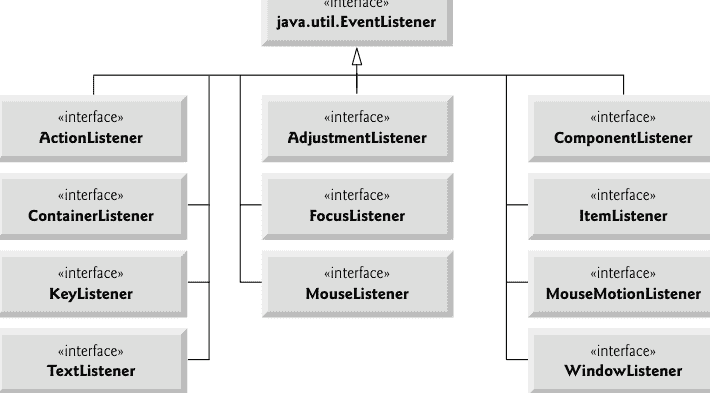 «interface»
java.util.EventListener
«interface»
ActionListener
«interface»
AdjustmentListener
«interface»
ComponentListener
«interface»
ContainerListener
«interface»
FocusListener
«interface»
ItemListener
«interface»
KeyListener
«interface»
MouseListener
«interface»
MouseMotionListener
«interface»
TextListener
«interface»
WindowListener